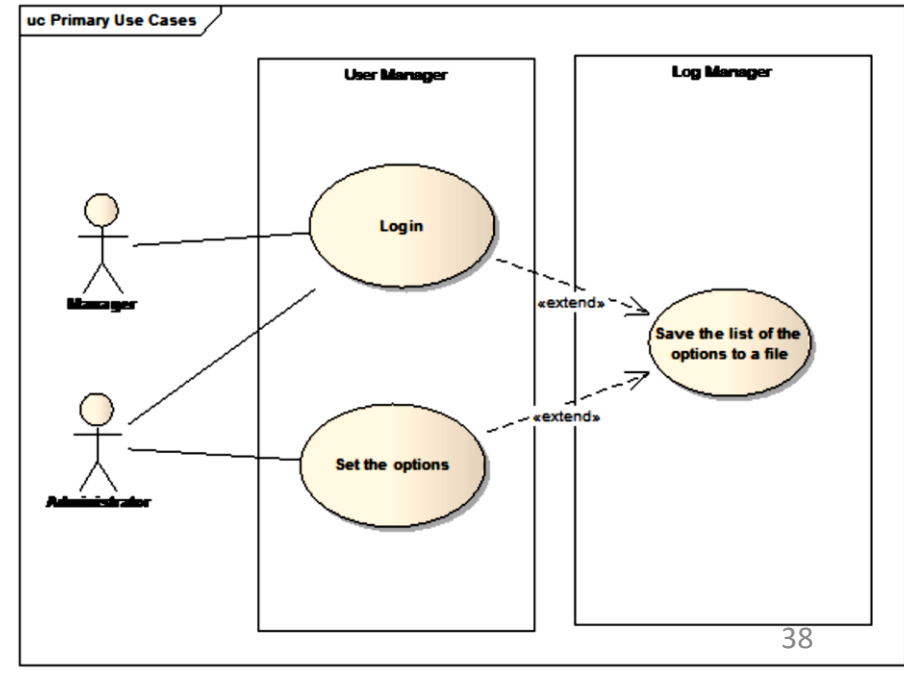 uc Primary Use Cases
User Manager
Log Manager
Login
Manager
«extend»
Save the list of the
options to a file
«extend»
Set the options
Administrator
38